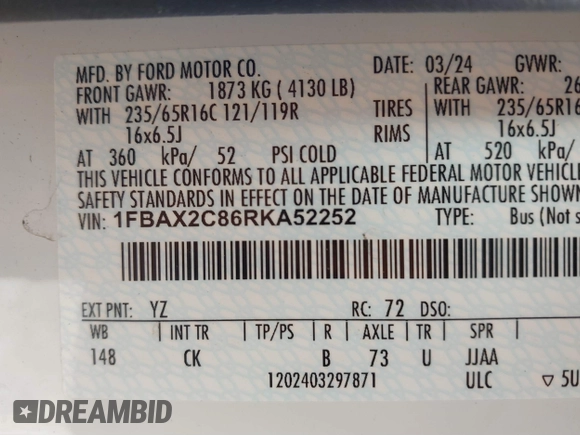 MFD. BY FORD MOTOR CO.
DATE: 03/24 GVWR:
FRONT GAWR: 1873 KG ( 4130 LB)
REAR GAWR: 26
WITH 235/65R16C 121/119R TIRES WITH 235/65R16
16x6.5J RIMS 16x6.5J
AT 360 kPa/ 52 PSI COLD AT 520 kPa/
THIS VEHICLE CONFORMS TO ALL APPLICABLE FEDERAL MOTOR
SAFETY STANDARDS IN EFFECT ON THE DATE OF MANUFACTURE SHOWN
VIN: 1FBAX2C86RKA52252 TYPE: Bus (Not s
EXT PNT: YZ RC: 72 DSO:
WB INT TR TP/PS R AXLE TR SPR
148 CK B 73 U JJAA
1202403297871 ULC ▽ 5U
DREAMBID